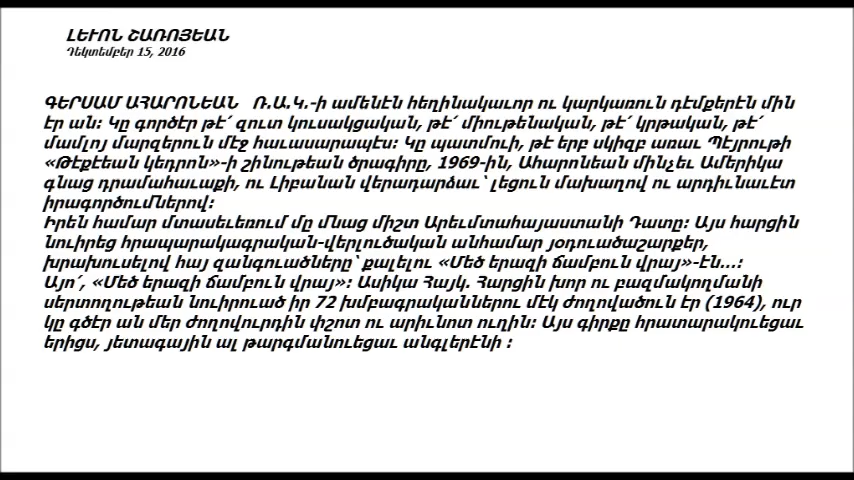 ԼԵՒՈՆ ՇԱՌՈՅԵԱՆ
Դեկտեմբեր 15, 2016
ԳԵՐՍԱՄ ԱՀԱՐՈՆԵԱՆ Ռ.Ա.Կ.-ի ամենէն հեղինակաւոր ու կարկառուն դէմքերէն մին
էր ան։ Կը գործէր թէ՛ զուտ կուսակցական, թէ՛ միութենական, թէ՛ կրթական, թէ՛
մամլոյ մարզերուն մէջ հաւասարապէս։ Կը պատմուի, թէ երբ սկիզբ առաւ Պէյրութի
«Թէքէեան կեդրոն»-ի շինութեան ծրագիրը, 1969-ին, Ահարոնեան մինչեւ Ամերիկա
գնաց դրամահաւաքի, ու Լիբանան վերադարձաւ՝ լեցուն մախաղով ու արդիւնաւէտ
իրագործումներով։
Իրեն համար մտասեւեռում մը մնաց միշտ Արեւմտահայաստանի Դատը։ Այս հարցին
նուիրեց հրապարակագրական-վերլուծական անհամար յօդուածաշարքեր,
խրախուսելով հայ զանգուածները՝ քալելու «Մեծ երազի ճամբուն վրայ»-էն...։
Այո՛, «Մեծ երազի ճամբուն վրայ»։ Ասիկա Հայկ. Հարցին խոր ու բազմակողմանի
սերտողութեան նուիրուած իր 72 խմբագրականներու մէկ ժողովածուն էր (1964), ուր
կը գծէր ան մեր ժողովուրդին փշոտ ու արիւնոտ ուղին։ Այս գիրքը հրատարակուեցաւ
երիցս, յետագային ալ թարգմանուեցաւ անգլերէնի ։